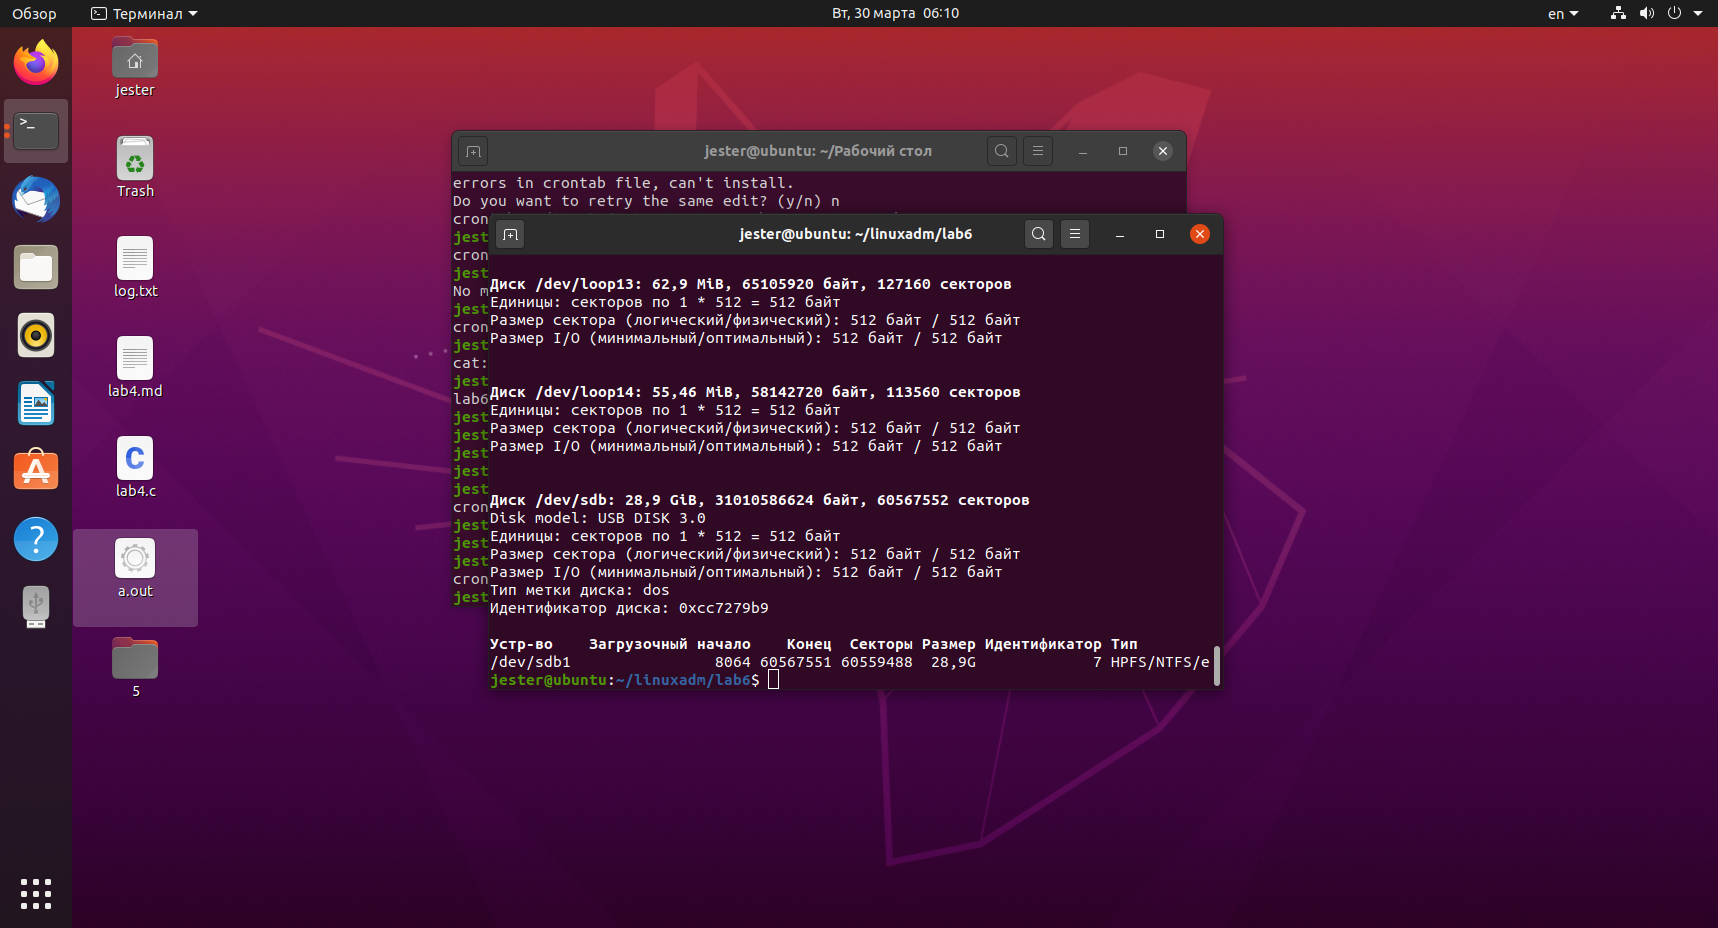 Обзор
Терминал
Вт, 30 марта 06:10
en
jester
Trash
log.txt
lab4.md
lab4.c
a.out
5
jester@ubuntu: ~/Рабочий стол
errors in crontab file, can't install.
Do you want to retry the same edit? (y/n) n
cron
jest
cron
jest
No m
jest
cron
jest
cat:
jest
lab6
jest
jest
jest
jest
jest
cron
jest
jest
jest
cron
jest
jester@ubuntu: ~/linuxadm/lab6
Диск /dev/loop13: 62,9 MiB, 65105920 байт, 127160 секторов
Единицы: секторов по 1 * 512 = 512 байт
Размер сектора (логический/физический): 512 байт / 512 байт
Размер I/O (минимальный/оптимальный): 512 байт / 512 байт
Диск /dev/loop14: 55,46 MiB, 58142720 байт, 113560 секторов
Единицы: секторов по 1 * 512 = 512 байт
Размер сектора (логический/физический): 512 байт / 512 байт
Размер I/O (минимальный/оптимальный): 512 байт / 512 байт
Диск /dev/sdb: 28,9 GiB, 31010586624 байт, 60567552 секторов
Disk model: USB DISK 3.0
Единицы: секторов по 1 * 512 = 512 байт
Размер сектора (логический/физический): 512 байт / 512 байт
Размер I/O (минимальный/оптимальный): 512 байт / 512 байт
Тип метки диска: dos
Идентификатор диска: 0xcc7279b9
Устр-во Загрузочный начало Конец Секторы Размер Идентификатор Тип
/dev/sdb1 8064 60567551 60559488 28,9G 7 HPFS/NTFS/e
jester@ubuntu:~/linuxadm/lab6$